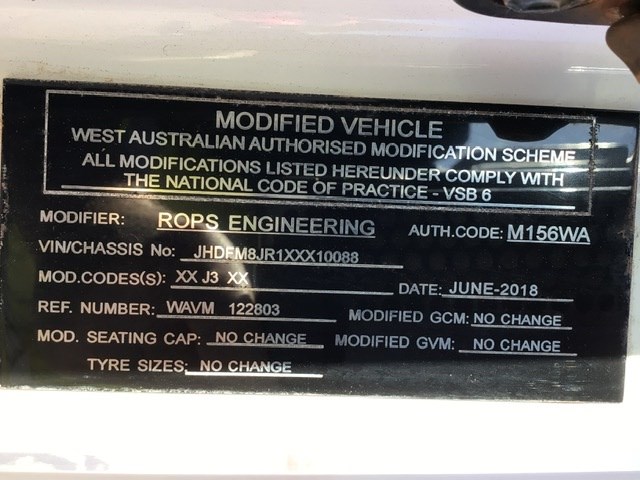 MODIFIED VEHICLE
WEST AUSTRALIAN AUTHORISED MODIFICATION SCHEME
ALL MODIFICATIONS LISTED HEREUNDER COMPLY WITH
THE NATIONAL CODE OF PRACTICE - VSB 6
MODIFIER: ROPS ENGINEERING AUTH.CODE: M156WA
VIN/CHASSIS No: JHDFM8JR1XXX10088
MOD.CODES(S): XX J3 XX DATE: JUNE-2018
REF. NUMBER: WAVM 122803 MODIFIED GCM: NO CHANGE
MOD. SEATING CAP: NO CHANGE MODIFIED GVM: NO CHANGE
TYRE SIZES: NO CHANGE